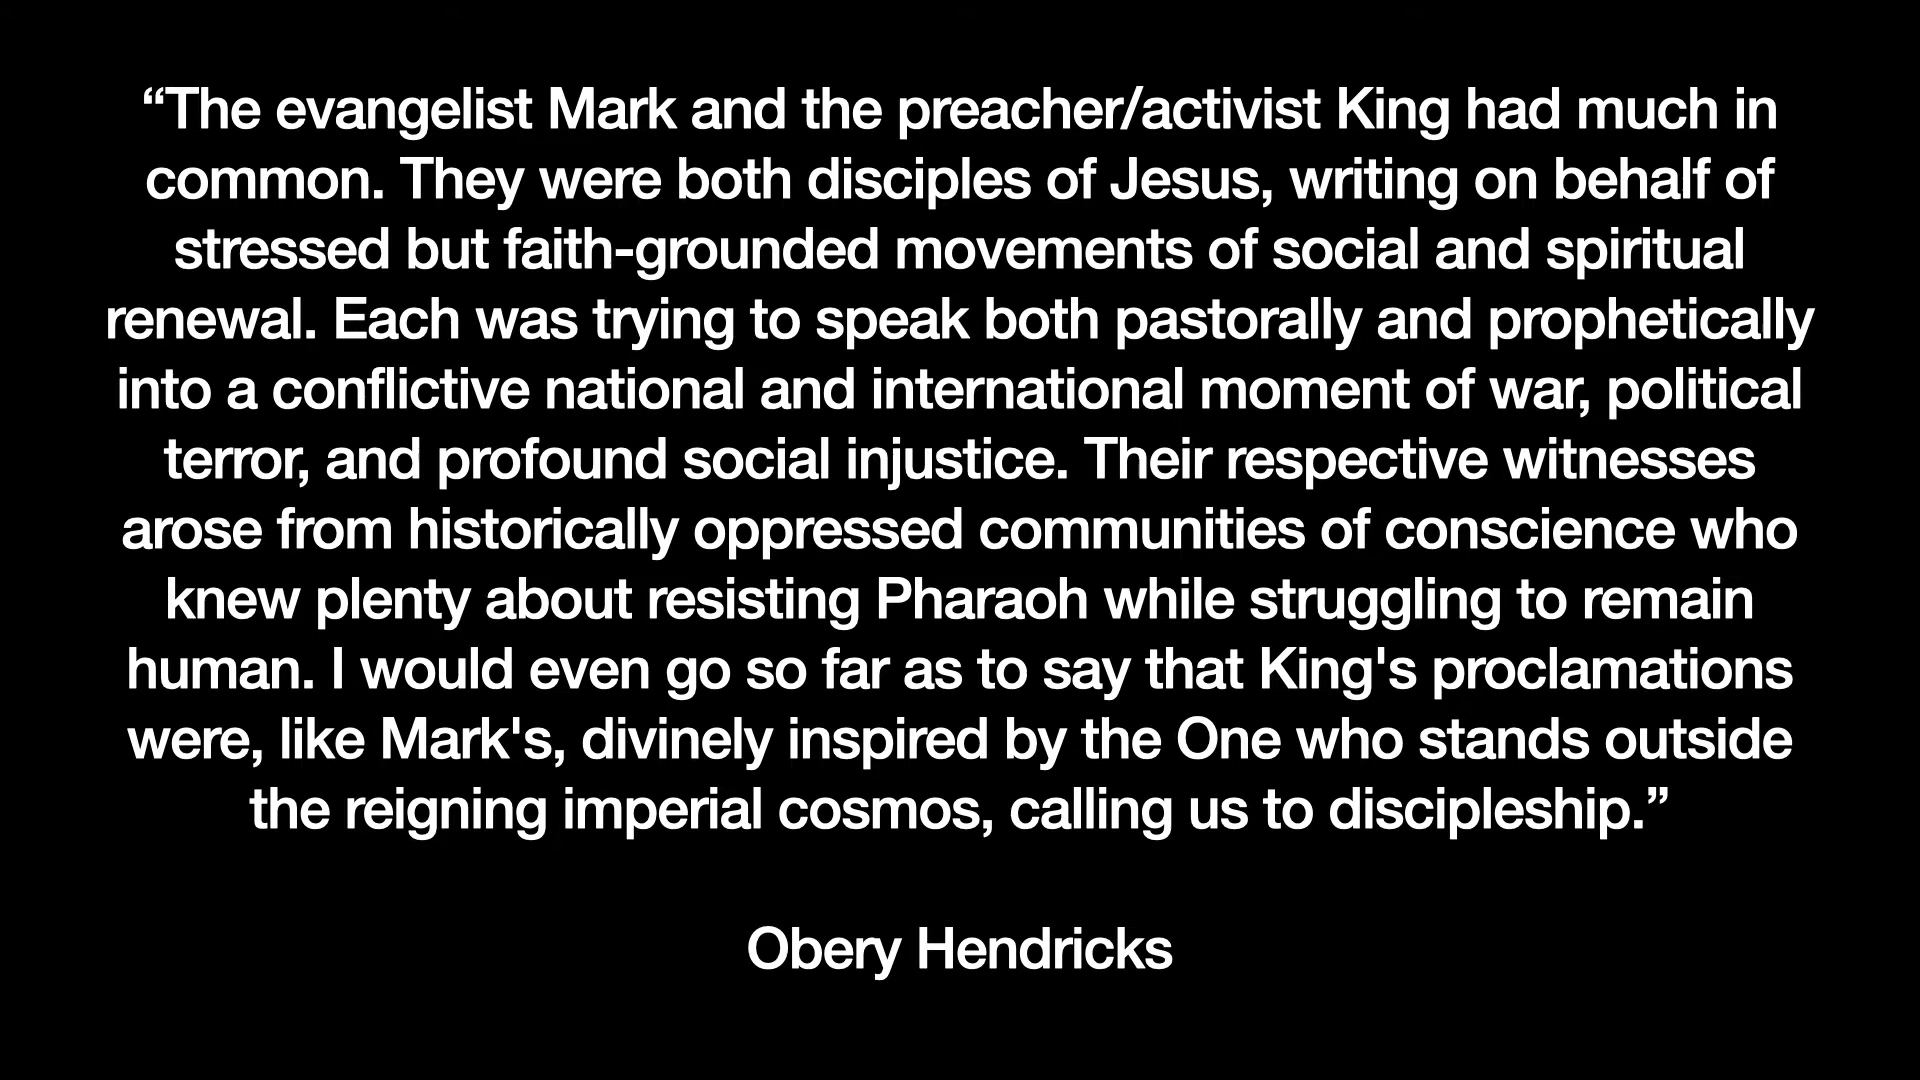 “The evangelist Mark and the preacher/activist King had much in
common. They were both disciples of Jesus, writing on behalf of
stressed but faith-grounded movements of social and spiritual
renewal. Each was trying to speak both pastorally and prophetically
into a conflictive national and international moment of war, political
terror, and profound social injustice. Their respective witnesses
arose from historically oppressed communities of conscience who
knew plenty about resisting Pharaoh while struggling to remain
human. I would even go so far as to say that King's proclamations
were, like Mark's, divinely inspired by the One who stands outside
the reigning imperial cosmos, calling us to discipleship.”
Obery Hendricks